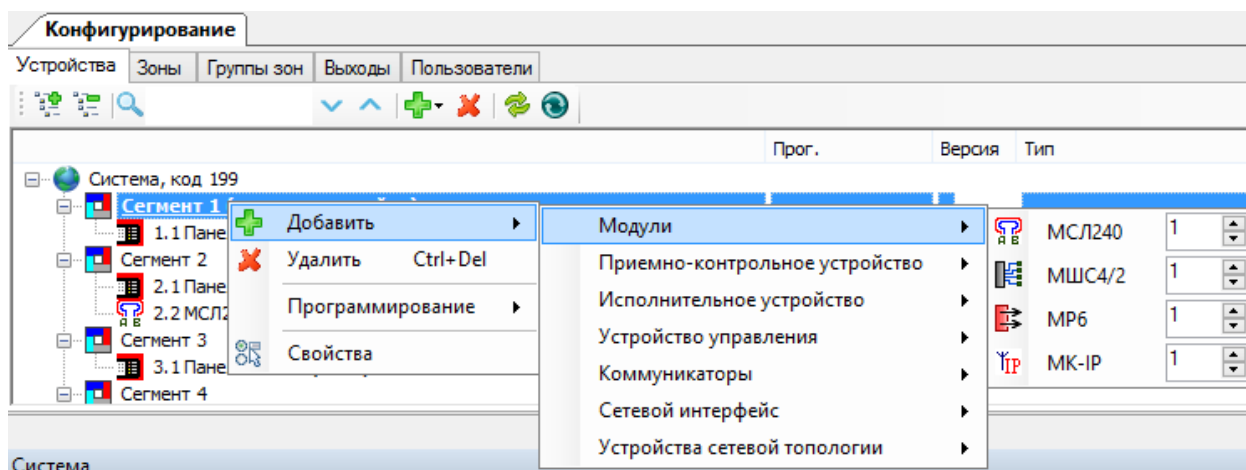 Конфигурирование
Устройства Зоны Группы зон Выходы Пользователи
Прог. Версия Тип
Система, код 199
Сегмент 1
1.1 Пане
Сегмент 2
2.1 Пане
2.2 МСЛ2
Сегмент 3
3.1 Пане
Сегмент 4
Добавить
Удалить Ctrl+Del
Программирование
Свойства
Модули
Приемно-контрольное устройство
Исполнительное устройство
Устройство управления
Коммуникаторы
Сетевой интерфейс
Устройства сетевой топологии
А В МСЛ240 1
МШС4/2 1
МР6 1
IP МК-IP 1
Система